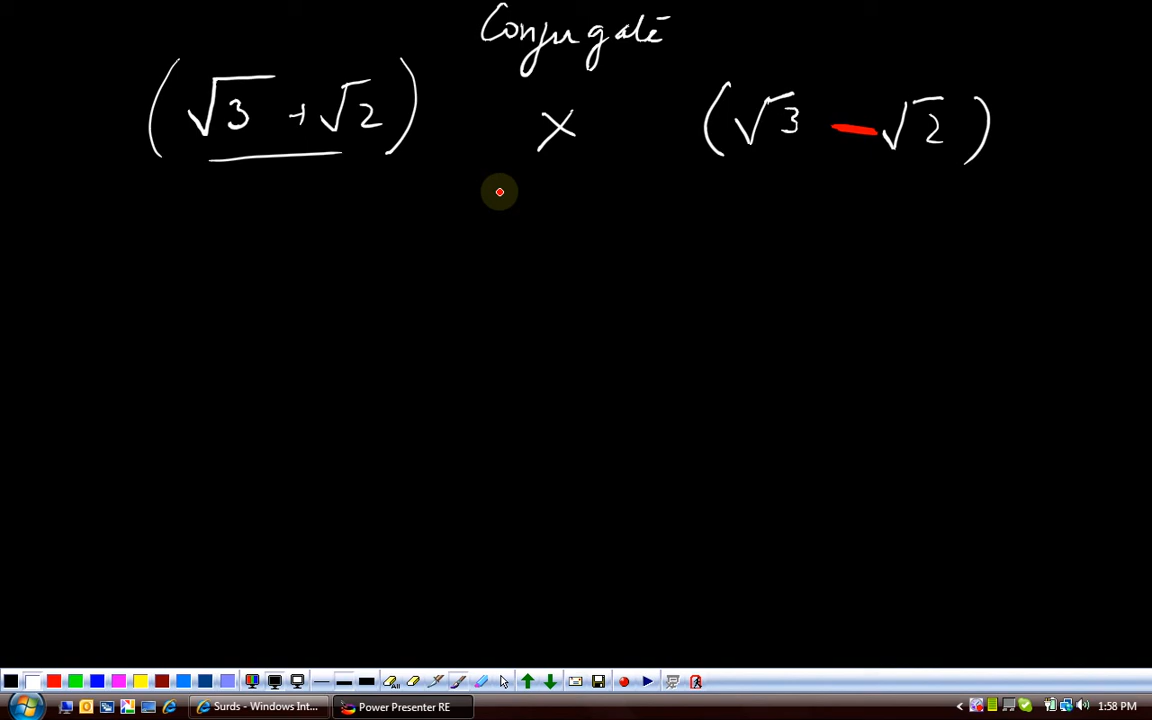 Conjugate
(√3 + √2) × (√3 − √2)
Surds - Windows Int...
Power Presenter RE
1:58 PM